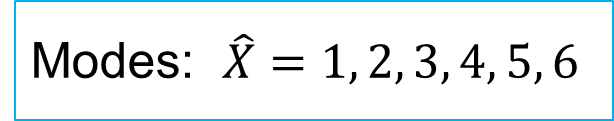 Modes: X̂ = 1, 2, 3, 4, 5, 6